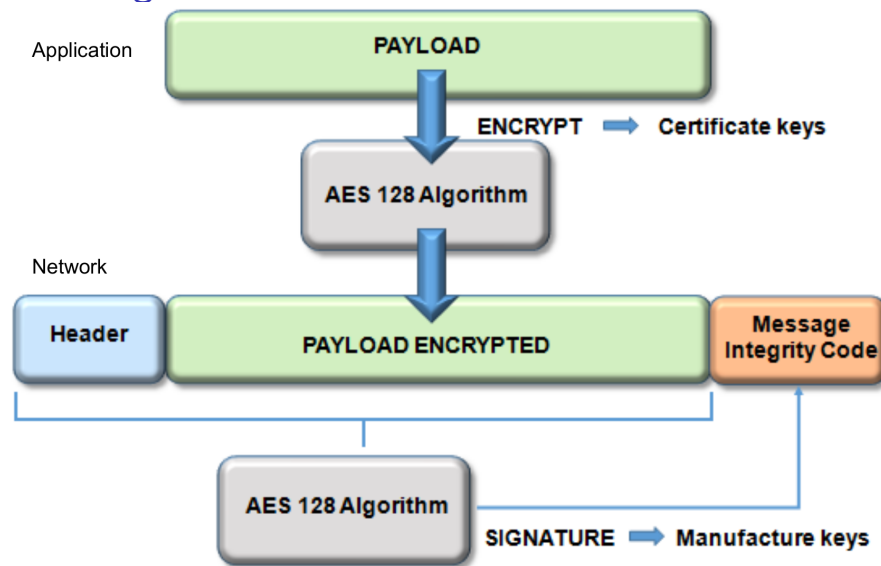 Application
PAYLOAD
ENCRYPT
Certificate keys
AES 128 Algorithm
Network
Header
PAYLOAD ENCRYPTED
Message
Integrity Code
AES 128 Algorithm
SIGNATURE
Manufacture keys